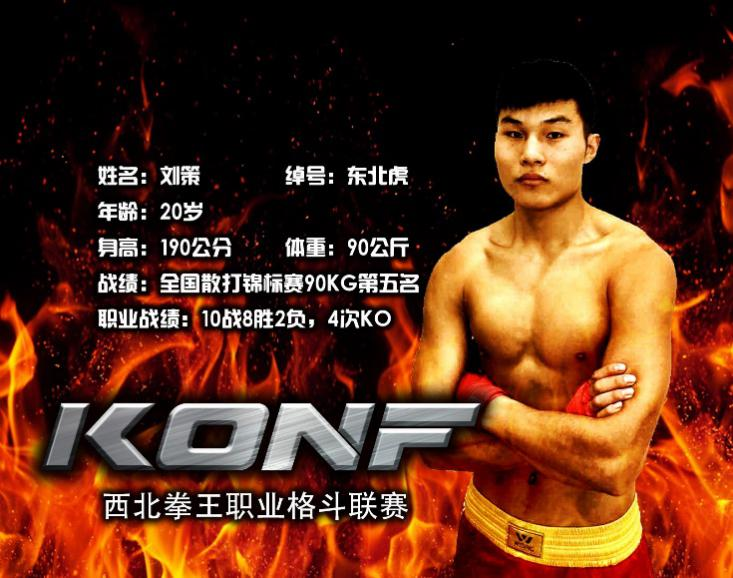 姓名：刘策 绰号：东北虎
年龄：20岁
身高：190公分 体重：90公斤
战绩：全国散打锦标赛90KG第五名
职业战绩：10战8胜2负，4次KO
KONF
西北拳王职业格斗联赛